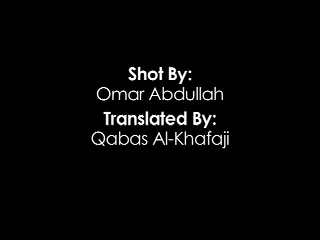 Shot By:
Omar Abdullah
Translated By:
Qabas Al-Khafaji